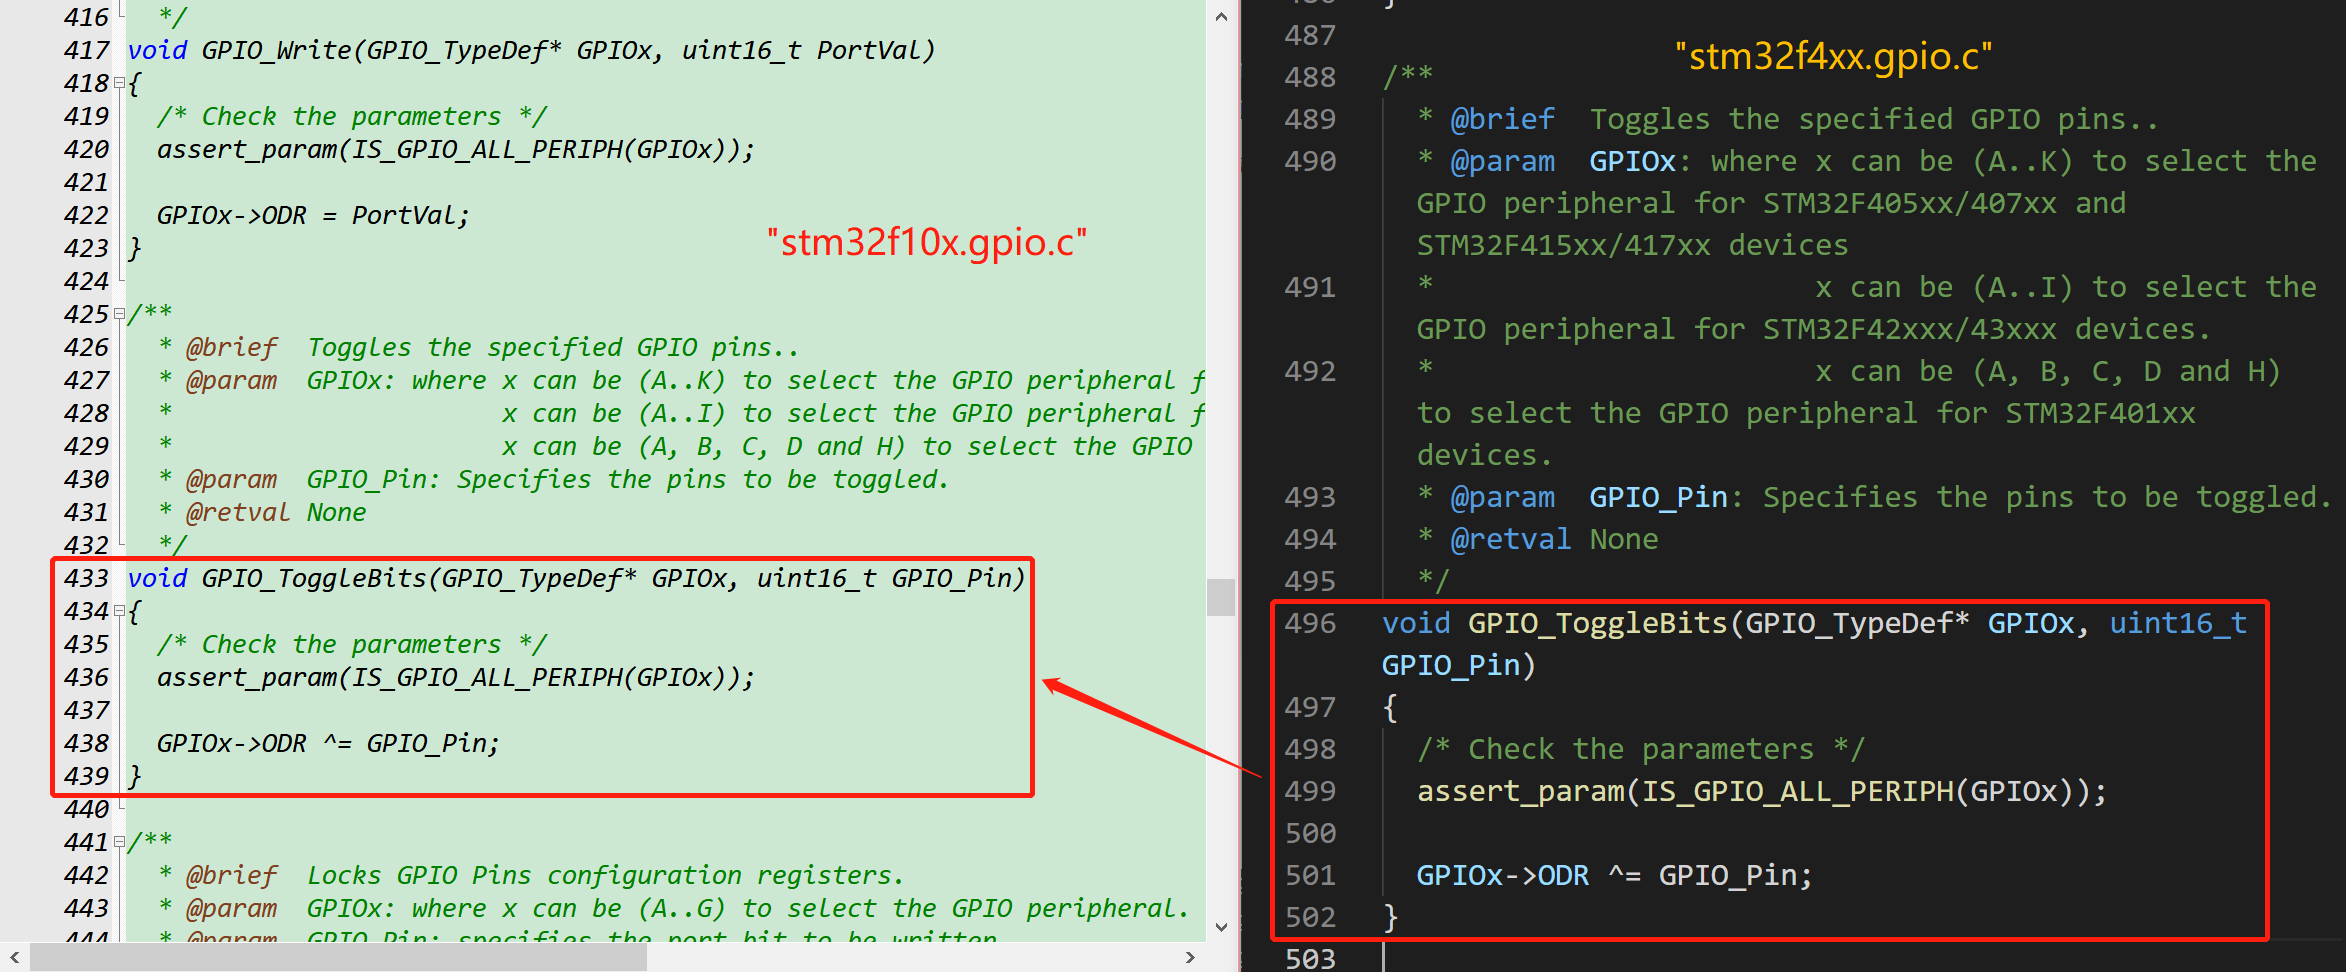 416   */
417 void GPIO_Write(GPIO_TypeDef* GPIOx, uint16_t PortVal)
418 {
419   /* Check the parameters */
420   assert_param(IS_GPIO_ALL_PERIPH(GPIOx));
421
422   GPIOx->ODR = PortVal;
423 }
"stm32f10x.gpio.c"
424
425 /**
426   * @brief  Toggles the specified GPIO pins..
427   * @param  GPIOx: where x can be (A..K) to select the GPIO peripheral f
428   *                      x can be (A..I) to select the GPIO peripheral f
429   *                      x can be (A, B, C, D and H) to select the GPIO
430   * @param  GPIO_Pin: Specifies the pins to be toggled.
431   * @retval None
432   */
433 void GPIO_ToggleBits(GPIO_TypeDef* GPIOx, uint16_t GPIO_Pin)
434 {
435   /* Check the parameters */
436   assert_param(IS_GPIO_ALL_PERIPH(GPIOx));
437
438   GPIOx->ODR ^= GPIO_Pin;
439 }
440
441 /**
442   * @brief  Locks GPIO Pins configuration registers.
443   * @param  GPIOx: where x can be (A..G) to select the GPIO peripheral.
444   * @param  GPIO_Pin: specifies the port bit to be written
487
"stm32f4xx.gpio.c"
488 /**
489   * @brief  Toggles the specified GPIO pins..
490   * @param  GPIOx: where x can be (A..K) to select the
GPIO peripheral for STM32F405xx/407xx and
STM32F415xx/417xx devices
491   *                      x can be (A..I) to select the
GPIO peripheral for STM32F42xxx/43xxx devices.
492   *                      x can be (A, B, C, D and H)
to select the GPIO peripheral for STM32F401xx
devices.
493   * @param  GPIO_Pin: Specifies the pins to be toggled.
494   * @retval None
495   */
496 void GPIO_ToggleBits(GPIO_TypeDef* GPIOx, uint16_t
GPIO_Pin)
497 {
498   /* Check the parameters */
499   assert_param(IS_GPIO_ALL_PERIPH(GPIOx));
500
501   GPIOx->ODR ^= GPIO_Pin;
502 }
503